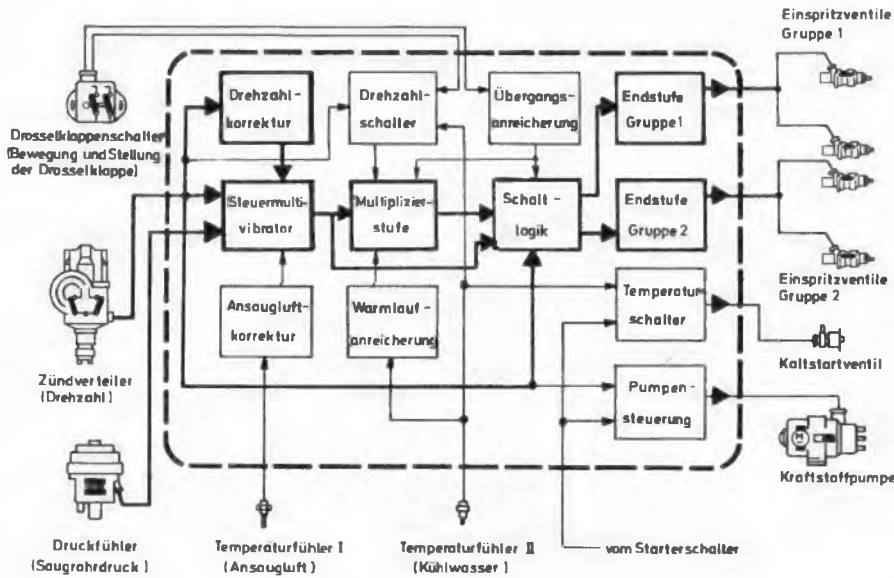 Einspritzventile
Gruppe 1
Drehzahl-
korrektur
Drehzahl-
schalter
Übergangs-
anreicherung
Endstufe
Gruppe 1
Drosselklappenschalter
(Bewegung und Stellung
der Drosselklappe)
Steuermulti-
vibrator
Multiplizier-
stufe
Schalt-
logik
Endstufe
Gruppe 2
Einspritzventile
Gruppe 2
Ansaugluft-
korrektur
Warmlauf-
anreicherung
Temperatur-
schalter
Kaltstartventil
Zündverteiler
(Drehzahl)
Pumpen-
steuerung
Kraftstoffpumpe
Druckfühler
(Saugrohrdruck)
Temperaturfühler I
(Ansaugluft)
Temperaturfühler II
(Kühlwasser)
vom Starterschalter